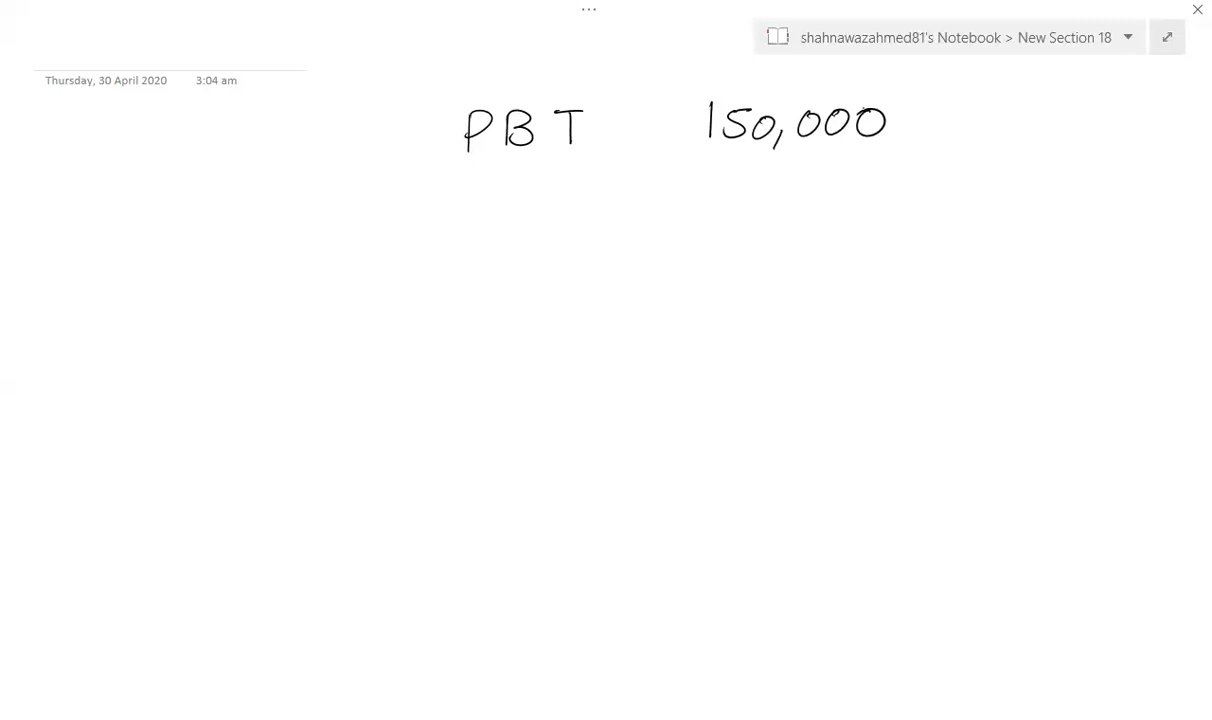 shahnawazahmed81's Notebook > New Section 18
Thursday, 30 April 2020 3:04 am
PBT 150,000